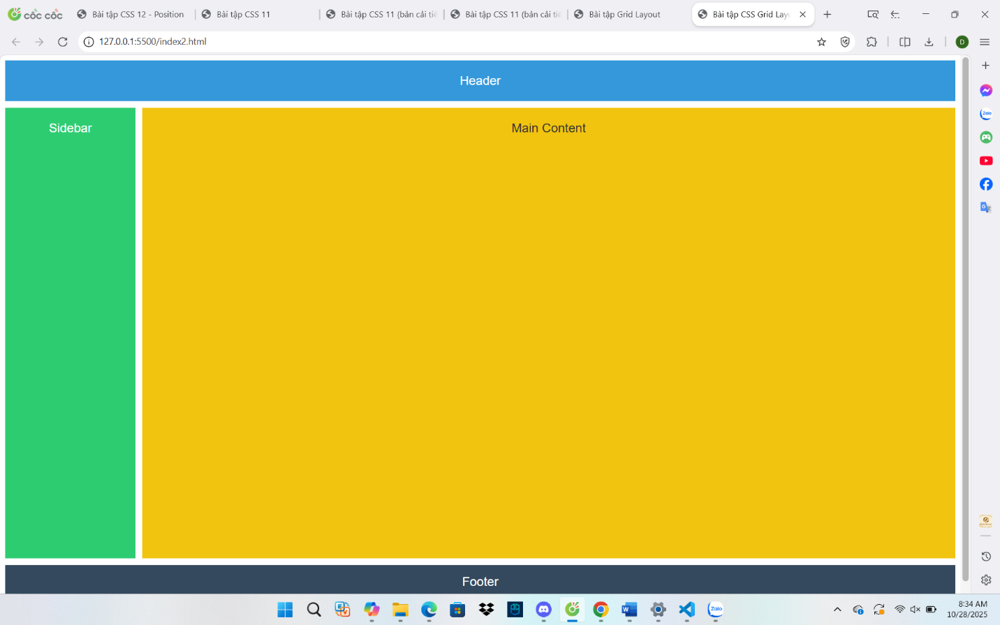 cốc cốc
Bài tập CSS 12 - Position
Bài tập CSS 11
Bài tập CSS 11 (bản cải tiế
Bài tập CSS 11 (bản cải tiế
Bài tập Grid Layout
Bài tập CSS Grid Layo
127.0.0.1:5500/index2.html
D
Header
Sidebar
Main Content
Zalo
Footer
Zalo
8:34 AM
10/28/2025